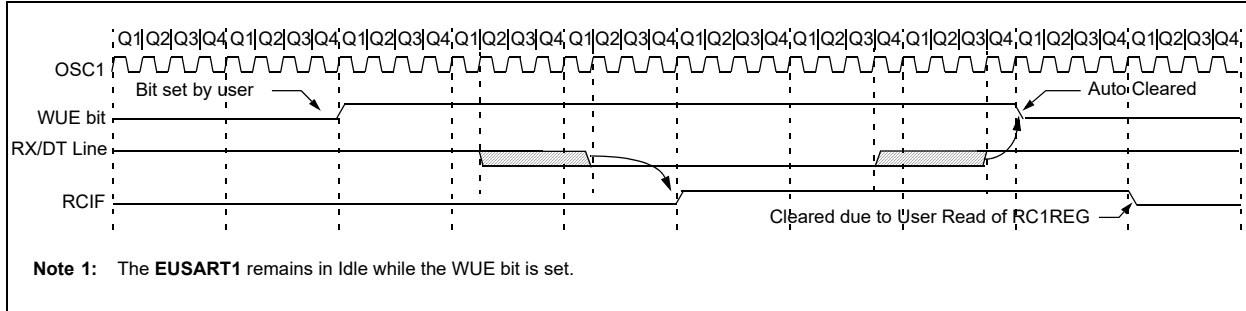 Q1 Q2 Q3 Q4 Q1 Q2 Q3 Q4 Q1 Q2 Q3 Q4 Q1 Q2 Q3 Q4 Q1 Q2 Q3 Q4 Q1 Q2 Q3 Q4 Q1 Q2 Q3 Q4 Q1 Q2 Q3 Q4 Q1 Q2 Q3 Q4 Q1 Q2 Q3 Q4
OSC1
Bit set by user
Auto Cleared
WUE bit
RX/DT Line
RCIF
Cleared due to User Read of RC1REG
Note 1: The EUSART1 remains in Idle while the WUE bit is set.